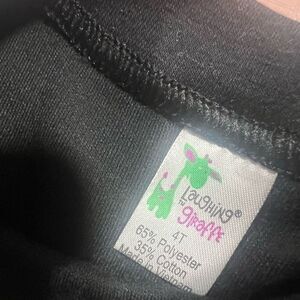 Laughing®
giraffe
4T
65% Polyester
35% Cotton
Made in Vietnam